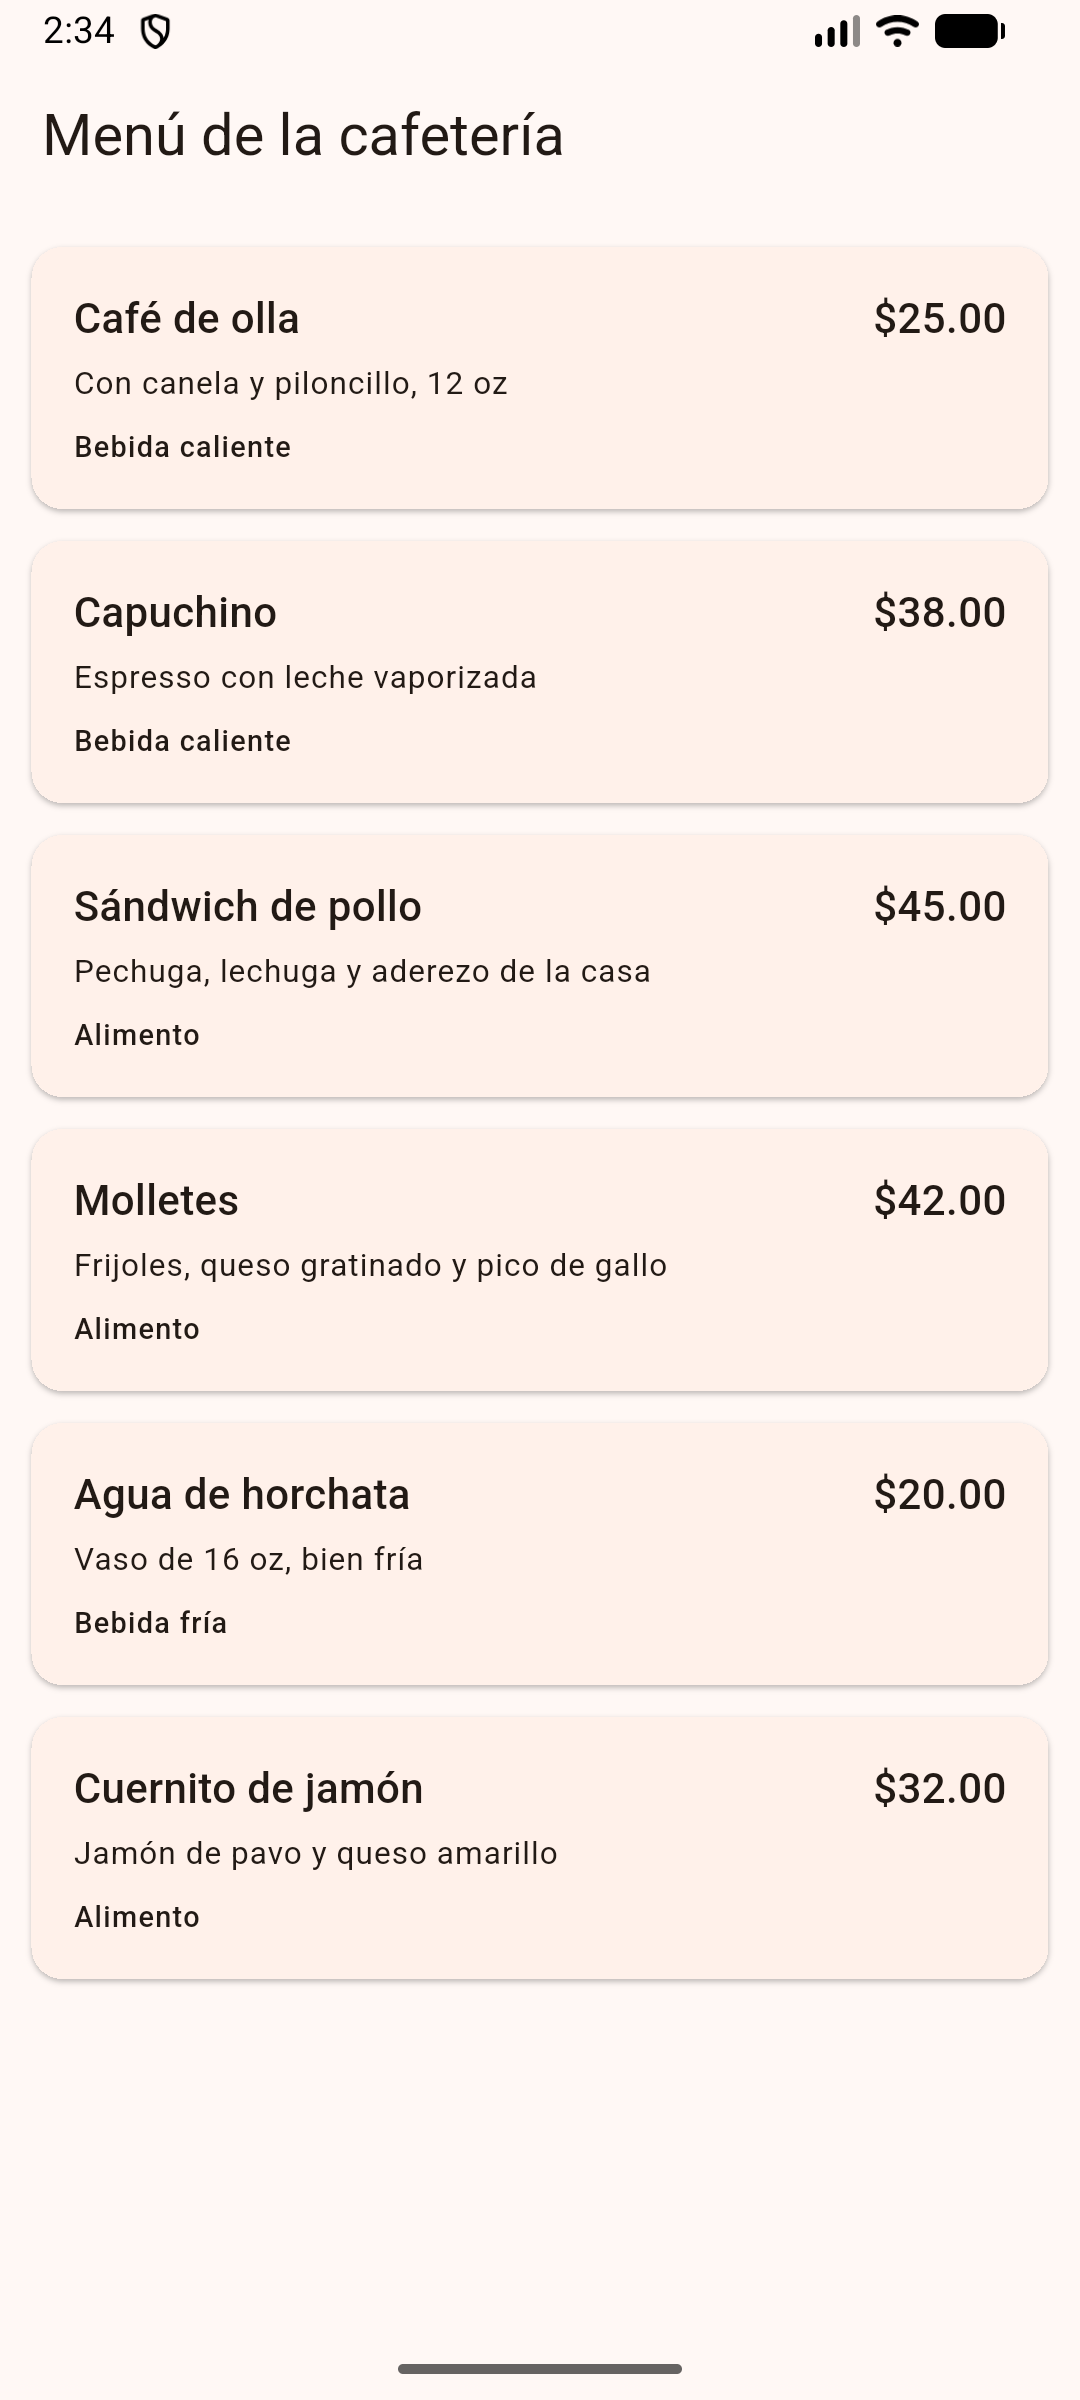 2:34
Menú de la cafetería
Café de olla $25.00
Con canela y piloncillo, 12 oz
Bebida caliente
Capuchino $38.00
Espresso con leche vaporizada
Bebida caliente
Sándwich de pollo $45.00
Pechuga, lechuga y aderezo de la casa
Alimento
Molletes $42.00
Frijoles, queso gratinado y pico de gallo
Alimento
Agua de horchata $20.00
Vaso de 16 oz, bien fría
Bebida fría
Cuernito de jamón $32.00
Jamón de pavo y queso amarillo
Alimento